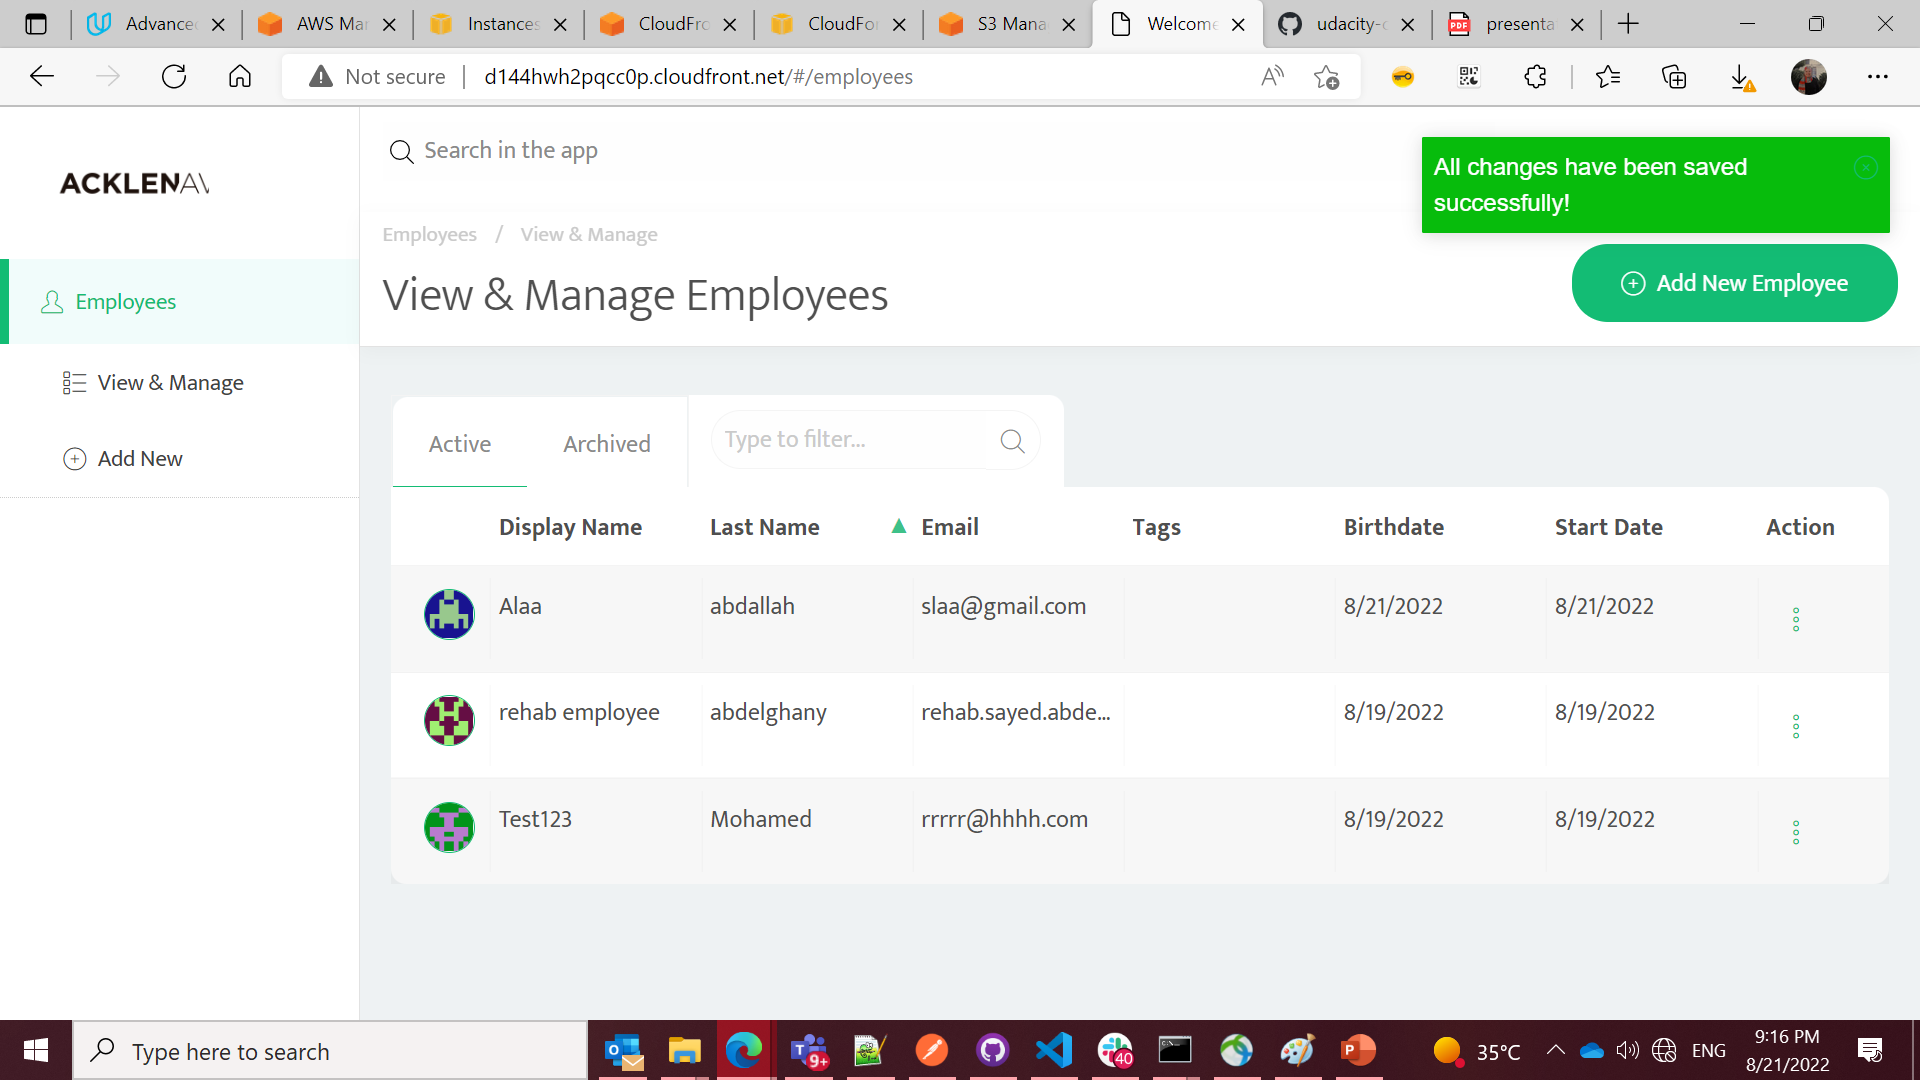 Advance
AWS Man
Instances
CloudFro
CloudFor
S3 Mana
Welcome
udacity-c
PDF
presenta
Not secure
d144hwh2pqcc0p.cloudfront.net/#/employees
ACKLENAV
Search in the app
All changes have been saved
successfully!
Employees / View & Manage
View & Manage Employees
Add New Employee
Employees
View & Manage
Add New
Active
Archived
Type to filter...
Display Name Last Name ▲ Email Tags Birthdate Start Date Action
Alaa abdallah slaa@gmail.com 8/21/2022 8/21/2022
rehab employee abdelghany rehab.sayed.abde... 8/19/2022 8/19/2022
Test123 Mohamed rrrrr@hhhh.com 8/19/2022 8/19/2022
Type here to search
9+
40
35°C
ENG
9:16 PM
8/21/2022